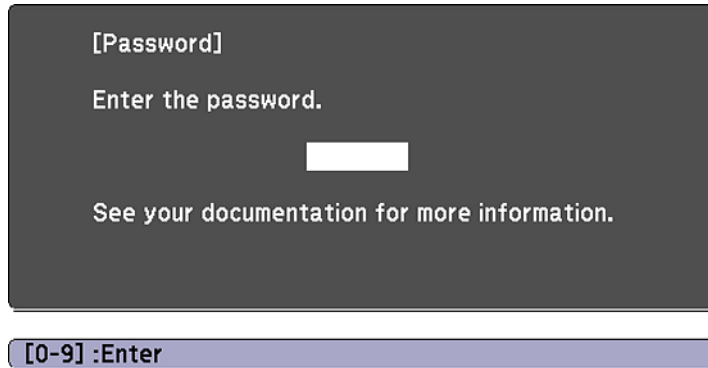 [Password]
Enter the password.
See your documentation for more information.
[0-9] :Enter